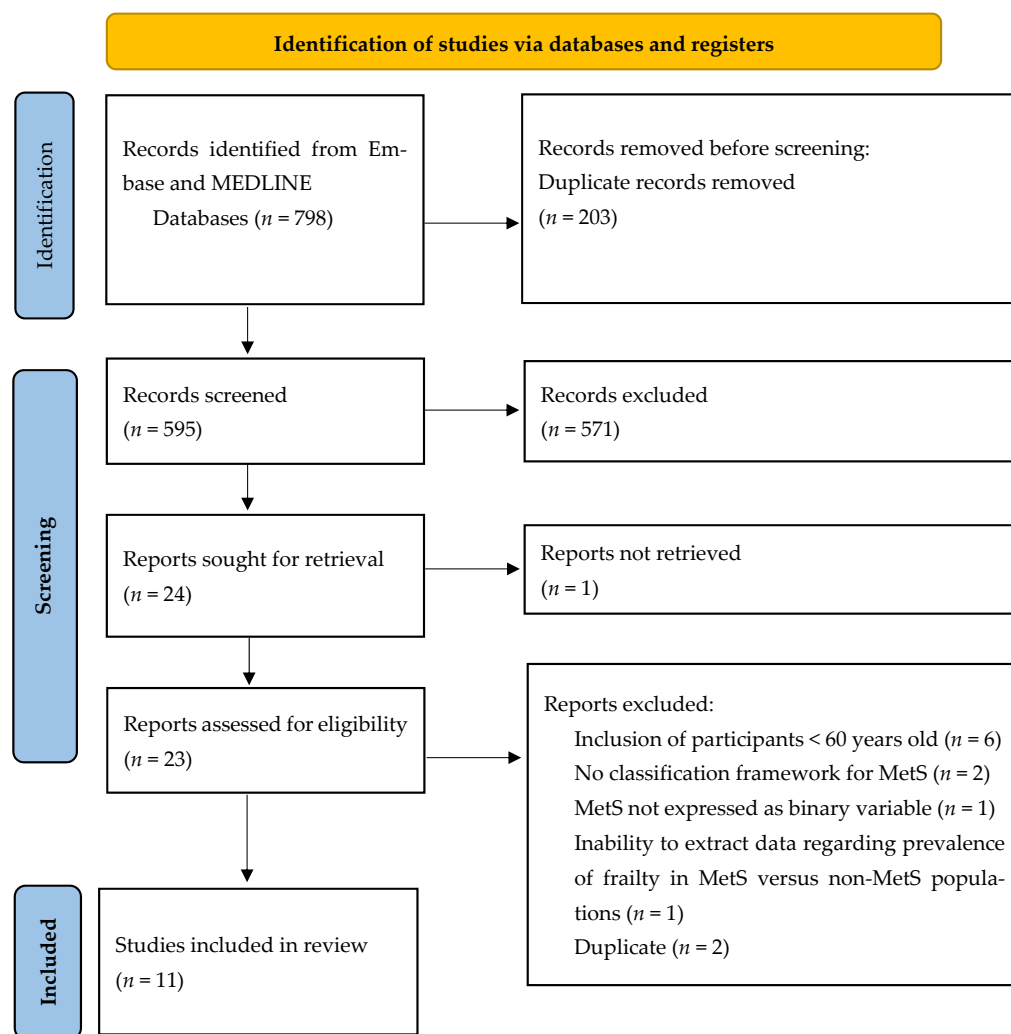 Identification of studies via databases and registers
Identification
Records identified from Em-
base and MEDLINE
Databases (n = 798)
Records removed before screening:
Duplicate records removed
(n = 203)
Screening
Records screened
(n = 595)
Records excluded
(n = 571)
Reports sought for retrieval
(n = 24)
Reports not retrieved
(n = 1)
Reports assessed for eligibility
(n = 23)
Reports excluded:
Inclusion of participants < 60 years old (n = 6)
No classification framework for MetS (n = 2)
MetS not expressed as binary variable (n = 1)
Inability to extract data regarding prevalence
of frailty in MetS versus non-MetS popula-
tions (n = 1)
Duplicate (n = 2)
Included
Studies included in review
(n = 11)